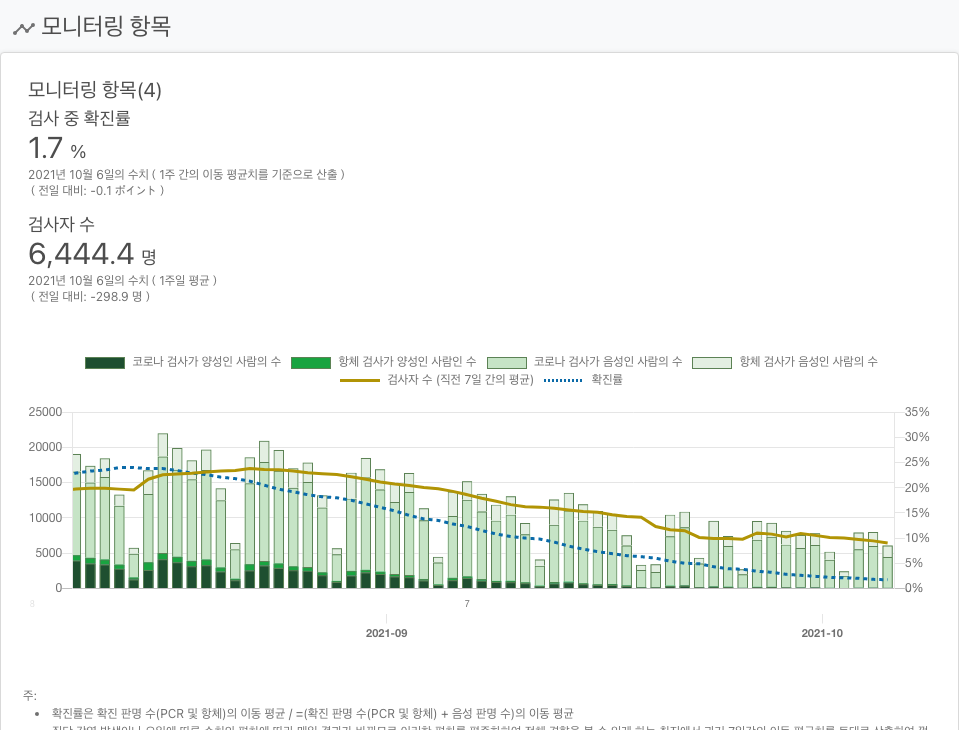 모니터링 항목
모니터링 항목(4)
검사 중 확진률
1.7 %
2021년 10월 6일의 수치 ( 1주 간의 이동 평균치를 기준으로 산출 )
( 전일 대비: -0.1 ポイント )
검사자 수
6,444.4 명
2021년 10월 6일의 수치 ( 1주일 평균 )
( 전일 대비: -298.9 명 )
코로나 검사가 양성인 사람의 수 항체 검사가 양성인 사람인 수 코로나 검사가 음성인 사람의 수 항체 검사가 음성인 사람의 수
검사자 수 (직전 7일 간의 평균) 확진률
25000 35%
30%
20000
25%
15000 20%
15%
10000
10%
5000
5%
0 0%
8 7
2021-09 2021-10
주:
• 확진률은 확진 판명 수(PCR 및 항체)의 이동 평균 / =(확진 판명 수(PCR 및 항체) + 음성 판명 수)의 이동 평균